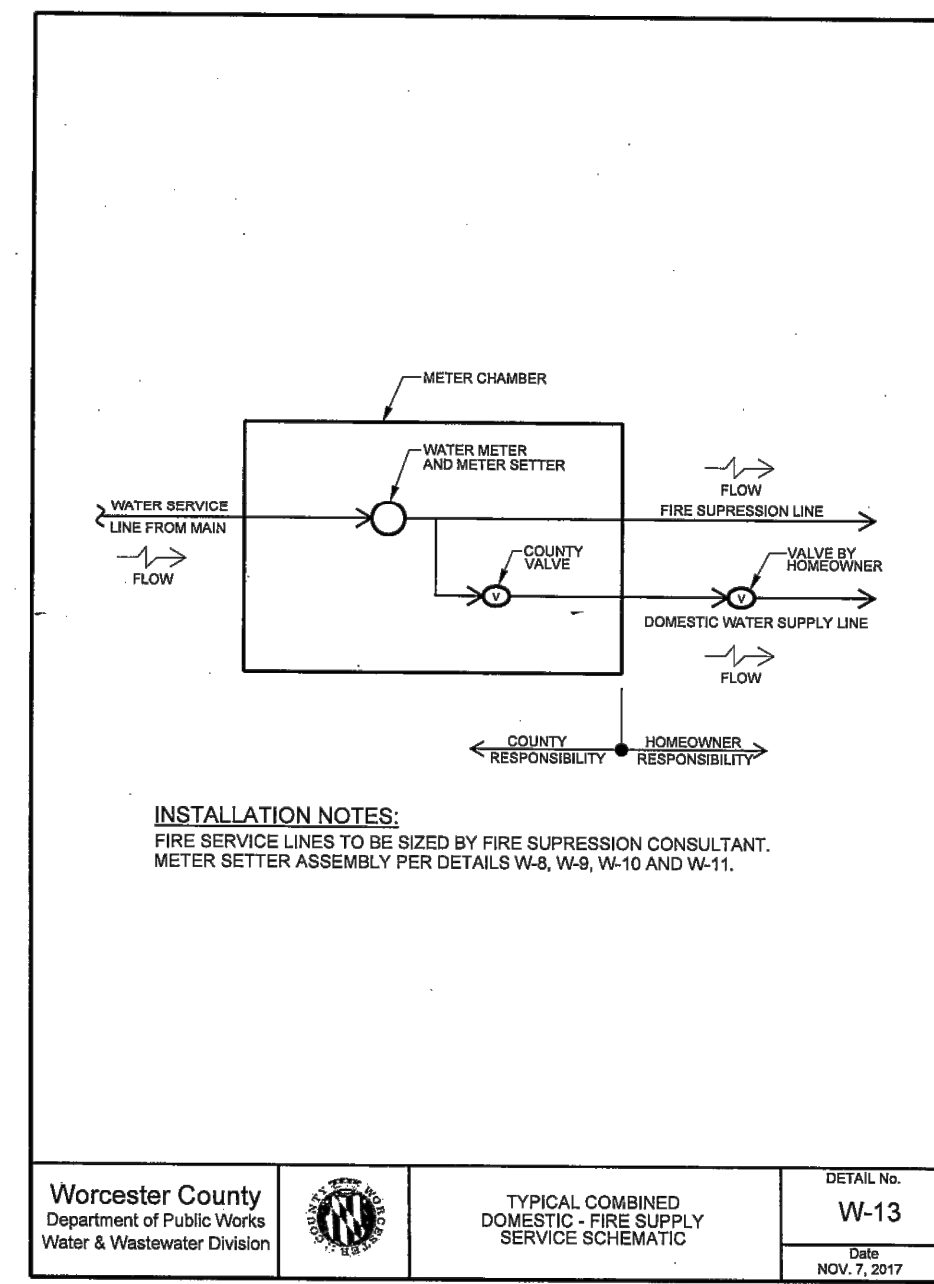 METER CHAMBER
WATER METER
AND METER SETTER
WATER SERVICE
LINE FROM MAIN
FLOW
FLOW
FIRE SUPRESSION LINE
COUNTY
VALVE
V
VALVE BY
HOMEOWNER
V
DOMESTIC WATER SUPPLY LINE
FLOW
COUNTY
RESPONSIBILITY
HOMEOWNER
RESPONSIBILITY
INSTALLATION NOTES:
FIRE SERVICE LINES TO BE SIZED BY FIRE SUPRESSION CONSULTANT.
METER SETTER ASSEMBLY PER DETAILS W-8, W-9, W-10 AND W-11.
Worcester County
Department of Public Works
Water & Wastewater Division
WORCESTER COUNTY
TYPICAL COMBINED
DOMESTIC - FIRE SUPPLY
SERVICE SCHEMATIC
DETAIL No.
W-13
Date
NOV. 7, 2017